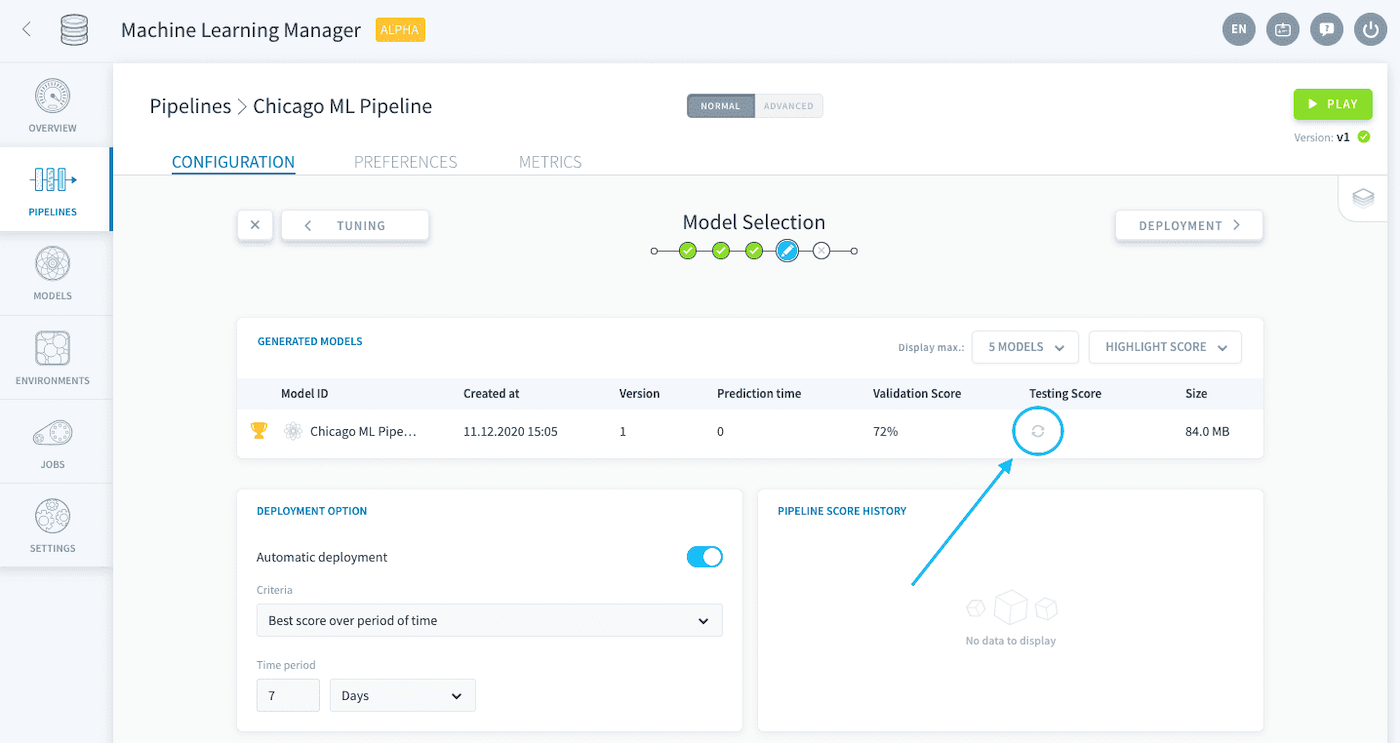 Machine Learning Manager ALPHA EN
OVERVIEW
PIPELINES
MODELS
ENVIRONMENTS
JOBS
SETTINGS
Pipelines > Chicago ML Pipeline NORMAL ADVANCED PLAY
Version: v1
CONFIGURATION PREFERENCES METRICS
TUNING Model Selection DEPLOYMENT
GENERATED MODELS Display max.: 5 MODELS HIGHLIGHT SCORE
Model ID Created at Version Prediction time Validation Score Testing Score Size
Chicago ML Pipe... 11.12.2020 15:05 1 0 72% 84.0 MB
DEPLOYMENT OPTION
Automatic deployment
Criteria
Best score over period of time
Time period
7 Days
PIPELINE SCORE HISTORY
No data to display